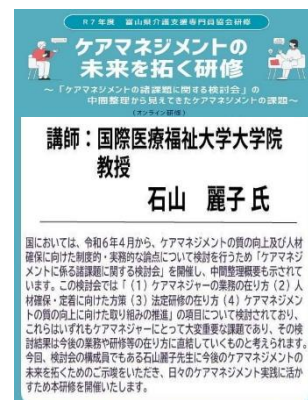 R7年度 富山県介護支援専門員協会研修
ケアマネジメントの
未来を拓く研修
～「ケアマネジメントの諸課題に関する検討会」の
中間整理から見えてきたケアマネジメントの課題～
(オンライン研修)
講師：国際医療福祉大学大学院
教授
石山 麗子 氏
国においては、令和6年4月から、ケアマネジメントの質の向上及び人材
確保に向けた制度的・実務的な論点について検討を行うため「ケアマネジ
メントに係る諸課題に関する検討会」を開催し、中間整理概要も示されて
います。この検討会では「（1）ケアマネジャーの業務の在り方（2）人
材確保・定着に向けた方策（3）法定研修の在り方（4）ケアマネジメン
トの質の向上に向けた取り組みの推進」の項目について検討されており、
これらはいずれもケアマネジャーにとって大変重要な課題であり、その検
討結果は今後の業務や研修等の在り方に直結していくものと考えられます。
今回、検討会の構成員でもある石山麗子先生に今後のケアマネジメントの
未来を拓くためのご示唆をいただき、日々のケアマネジメント実践に活か
すため本研修を開催いたします。